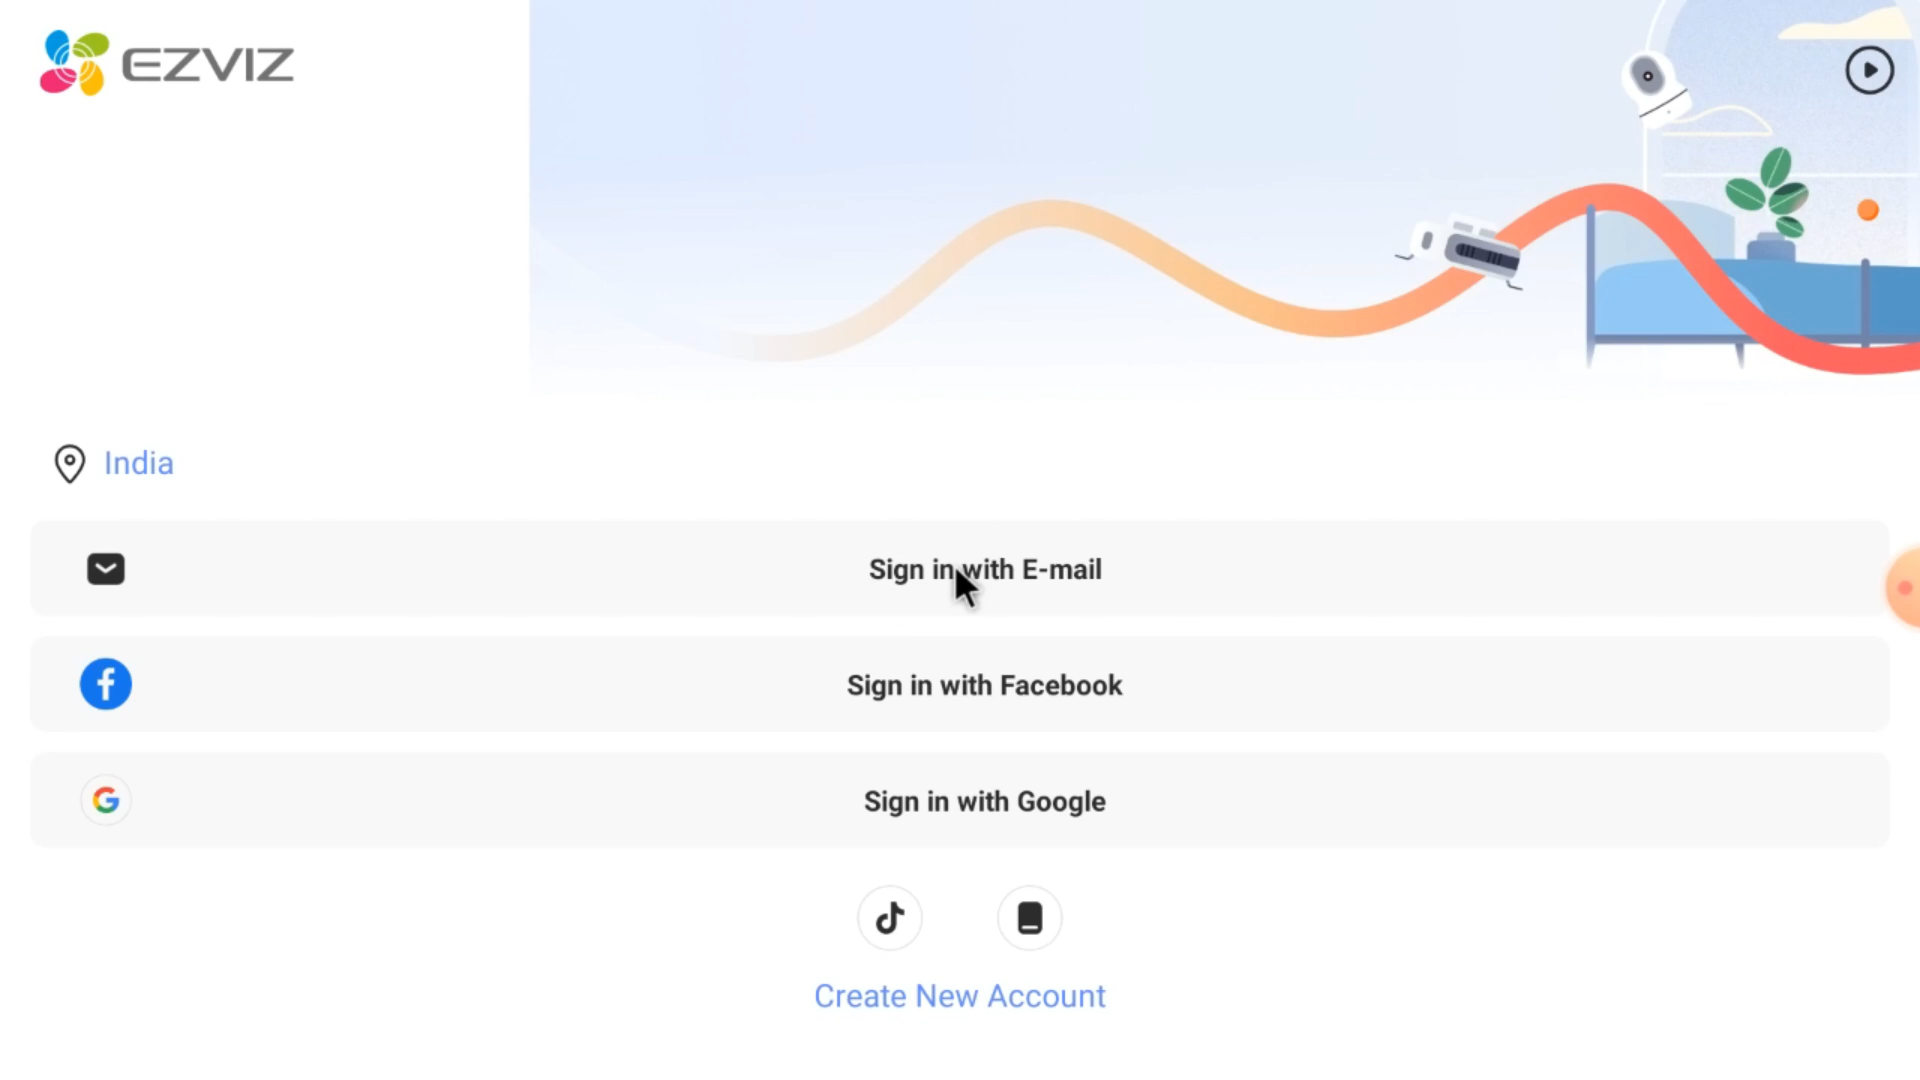 EZVIZ
India
Sign in with E-mail
Sign in with Facebook
Sign in with Google
Create New Account